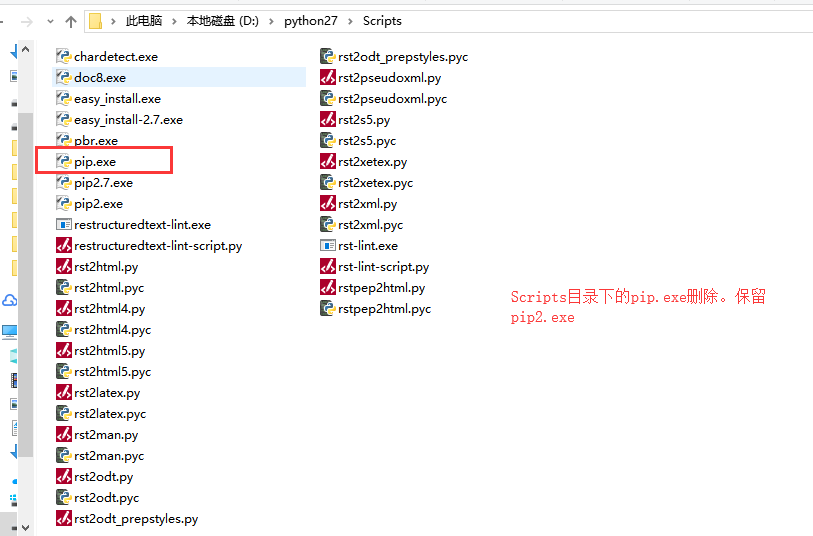 此电脑 › 本地磁盘 (D:) › python27 › Scripts
chardetect.exe
doc8.exe
easy_install.exe
easy_install-2.7.exe
pbr.exe
pip.exe
pip2.7.exe
pip2.exe
restructuredtext-lint.exe
restructuredtext-lint-script.py
rst2html.py
rst2html.pyc
rst2html4.py
rst2html4.pyc
rst2html5.py
rst2html5.pyc
rst2latex.py
rst2latex.pyc
rst2man.py
rst2man.pyc
rst2odt.py
rst2odt.pyc
rst2odt_prepstyles.py
rst2odt_prepstyles.pyc
rst2pseudoxml.py
rst2pseudoxml.pyc
rst2s5.py
rst2s5.pyc
rst2xetex.py
rst2xetex.pyc
rst2xml.py
rst2xml.pyc
rst-lint.exe
rst-lint-script.py
rstpep2html.py
rstpep2html.pyc
Scripts目录下的pip.exe删除。保留
pip2.exe